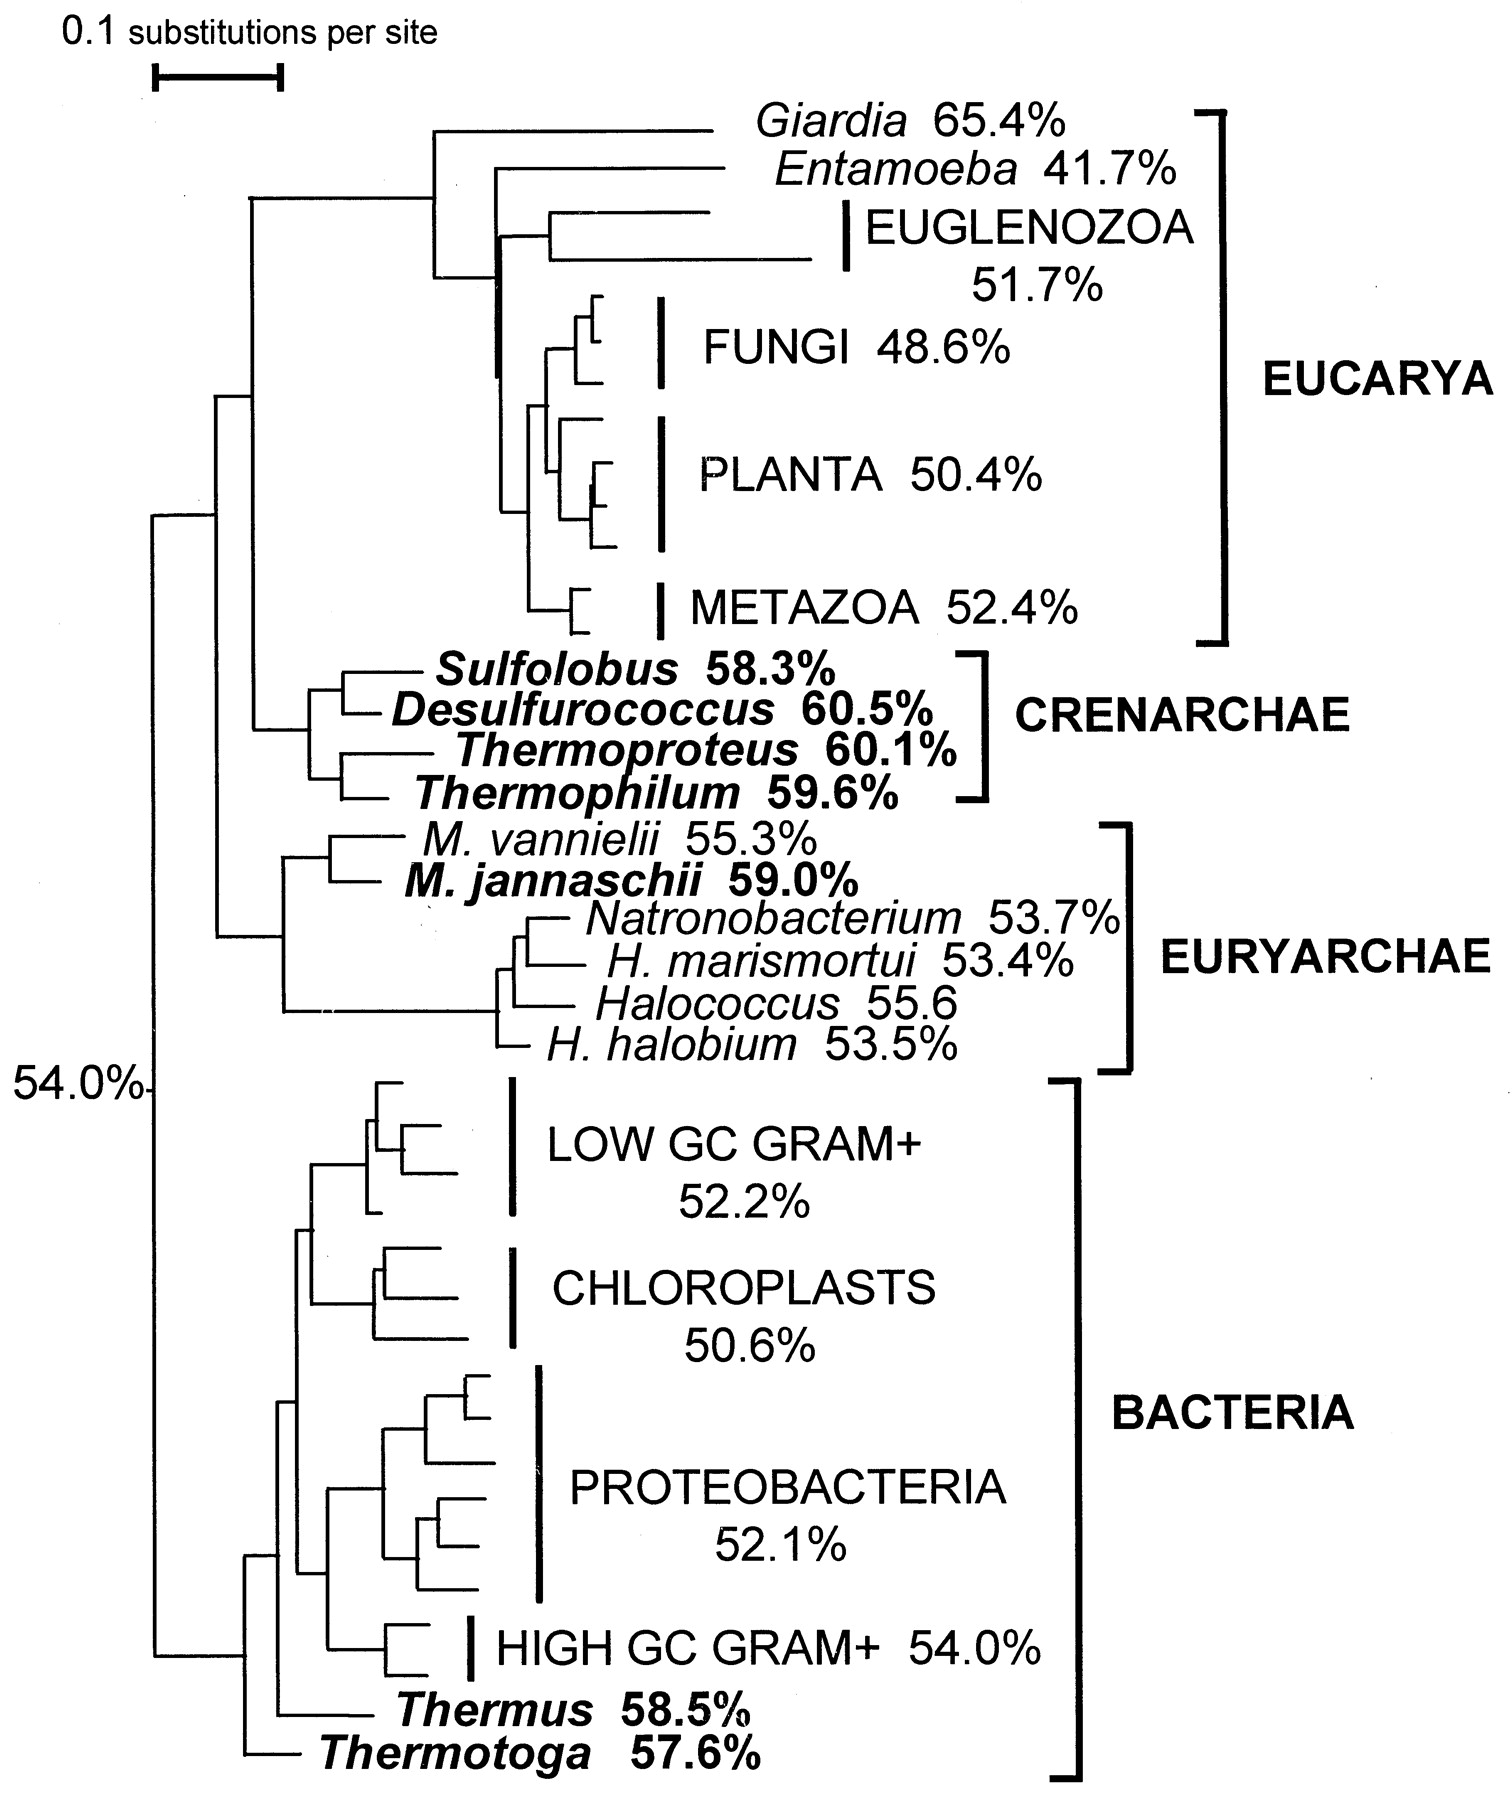 0.1 substitutions per site
Giardia 65.4%
Entamoeba 41.7%
EUGLENOZOA
51.7%
FUNGI 48.6%
EUCARYA
PLANTA 50.4%
METAZOA 52.4%
Sulfolobus 58.3%
Desulfurococcus 60.5%
CRENARCHAE
Thermoproteus 60.1%
Thermophilum 59.6%
M. vannielii 55.3%
M. jannaschii 59.0%
Natronobacterium 53.7%
EURYARCHAE
H. marismortui 53.4%
Halococcus 55.6
H. halobium 53.5%
54.0%
LOW GC GRAM+
52.2%
CHLOROPLASTS
50.6%
BACTERIA
PROTEOBACTERIA
52.1%
HIGH GC GRAM+ 54.0%
Thermus 58.5%
Thermotoga 57.6%